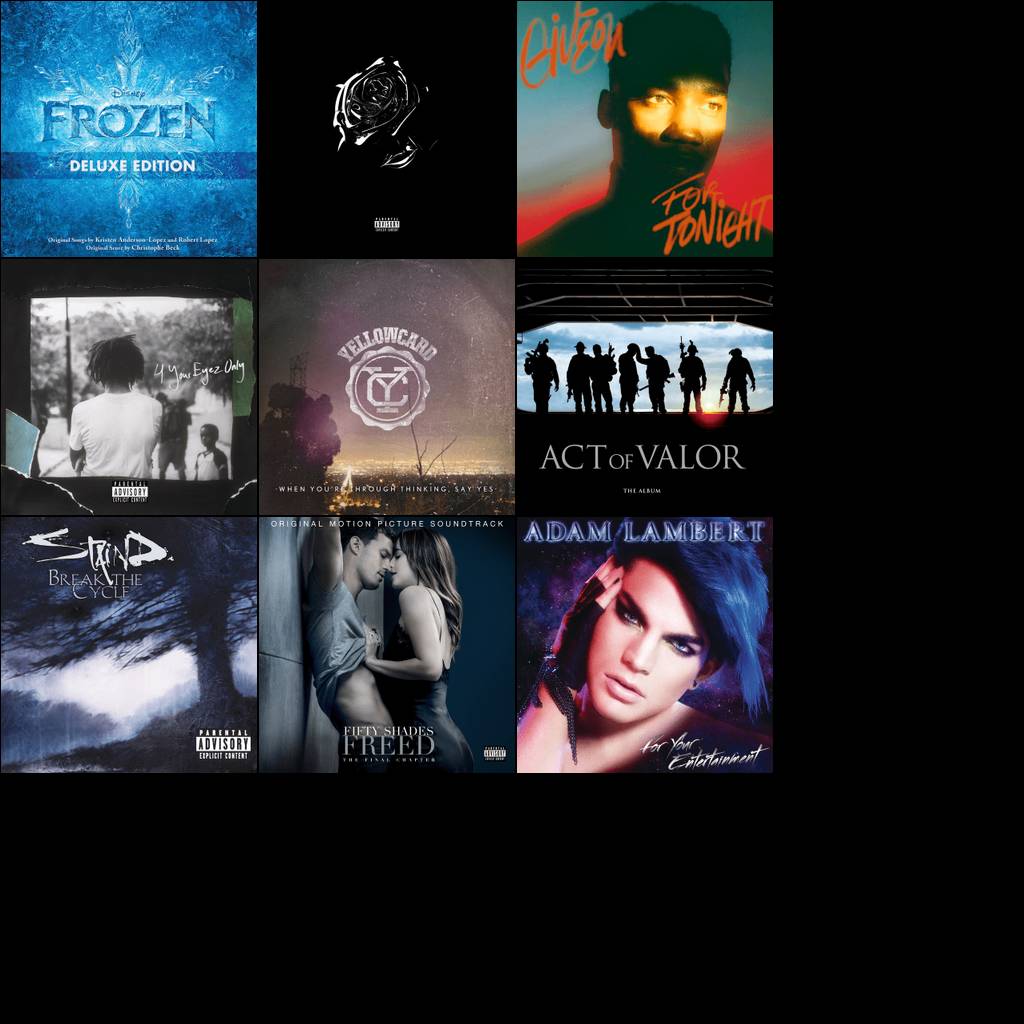 Disney
FROZEN
DELUXE EDITION
Original Songs by Kristen Anderson-Lopez and Robert Lopez
Original Score by Christophe Beck
PARENTAL
ADVISORY
EXPLICIT CONTENT
GIVĒON
FOR
TONIGHT
4 Your Eyez Only
PARENTAL
ADVISORY
EXPLICIT CONTENT
YELLOWCARD
YC
WHEN YOU'RE THROUGH THINKING, SAY YES
ACT OF VALOR
THE ALBUM
STAIND
BREAK THE
CYCLE
PARENTAL
ADVISORY
EXPLICIT CONTENT
ORIGINAL MOTION PICTURE SOUNDTRACK
FIFTY SHADES
FREED
THE FINAL CHAPTER
PARENTAL
ADVISORY
EXPLICIT CONTENT
ADAM LAMBERT
For Your
Entertainment